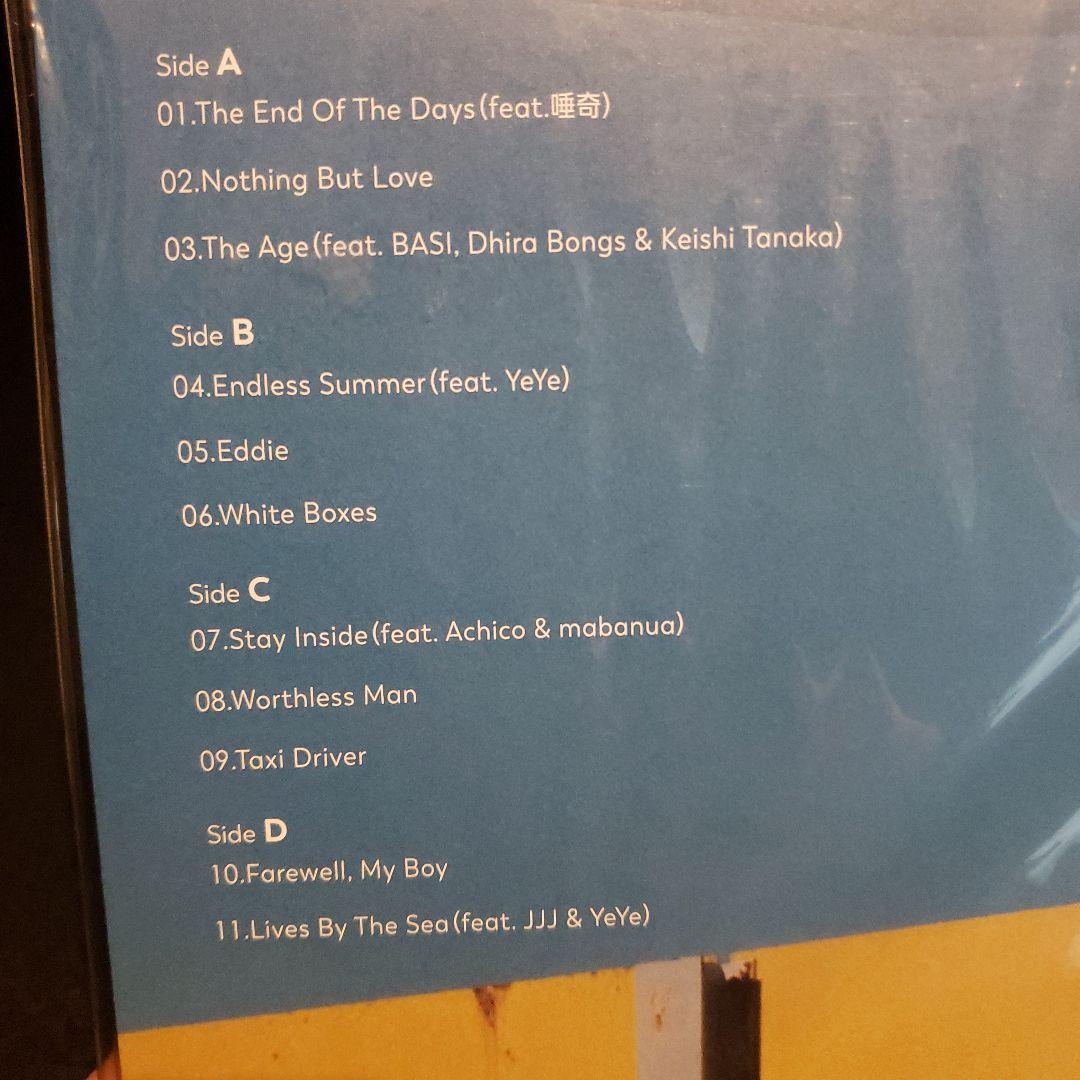 Side A
01.The End Of The Days(feat.唾奇)
02.Nothing But Love
03.The Age(feat. BASI, Dhira Bongs & Keishi Tanaka)
Side B
04.Endless Summer(feat. YeYe)
05.Eddie
06.White Boxes
Side C
07.Stay Inside(feat. Achico & mabanua)
08.Worthless Man
09.Taxi Driver
Side D
10.Farewell, My Boy
11.Lives By The Sea(feat. JJJ & YeYe)